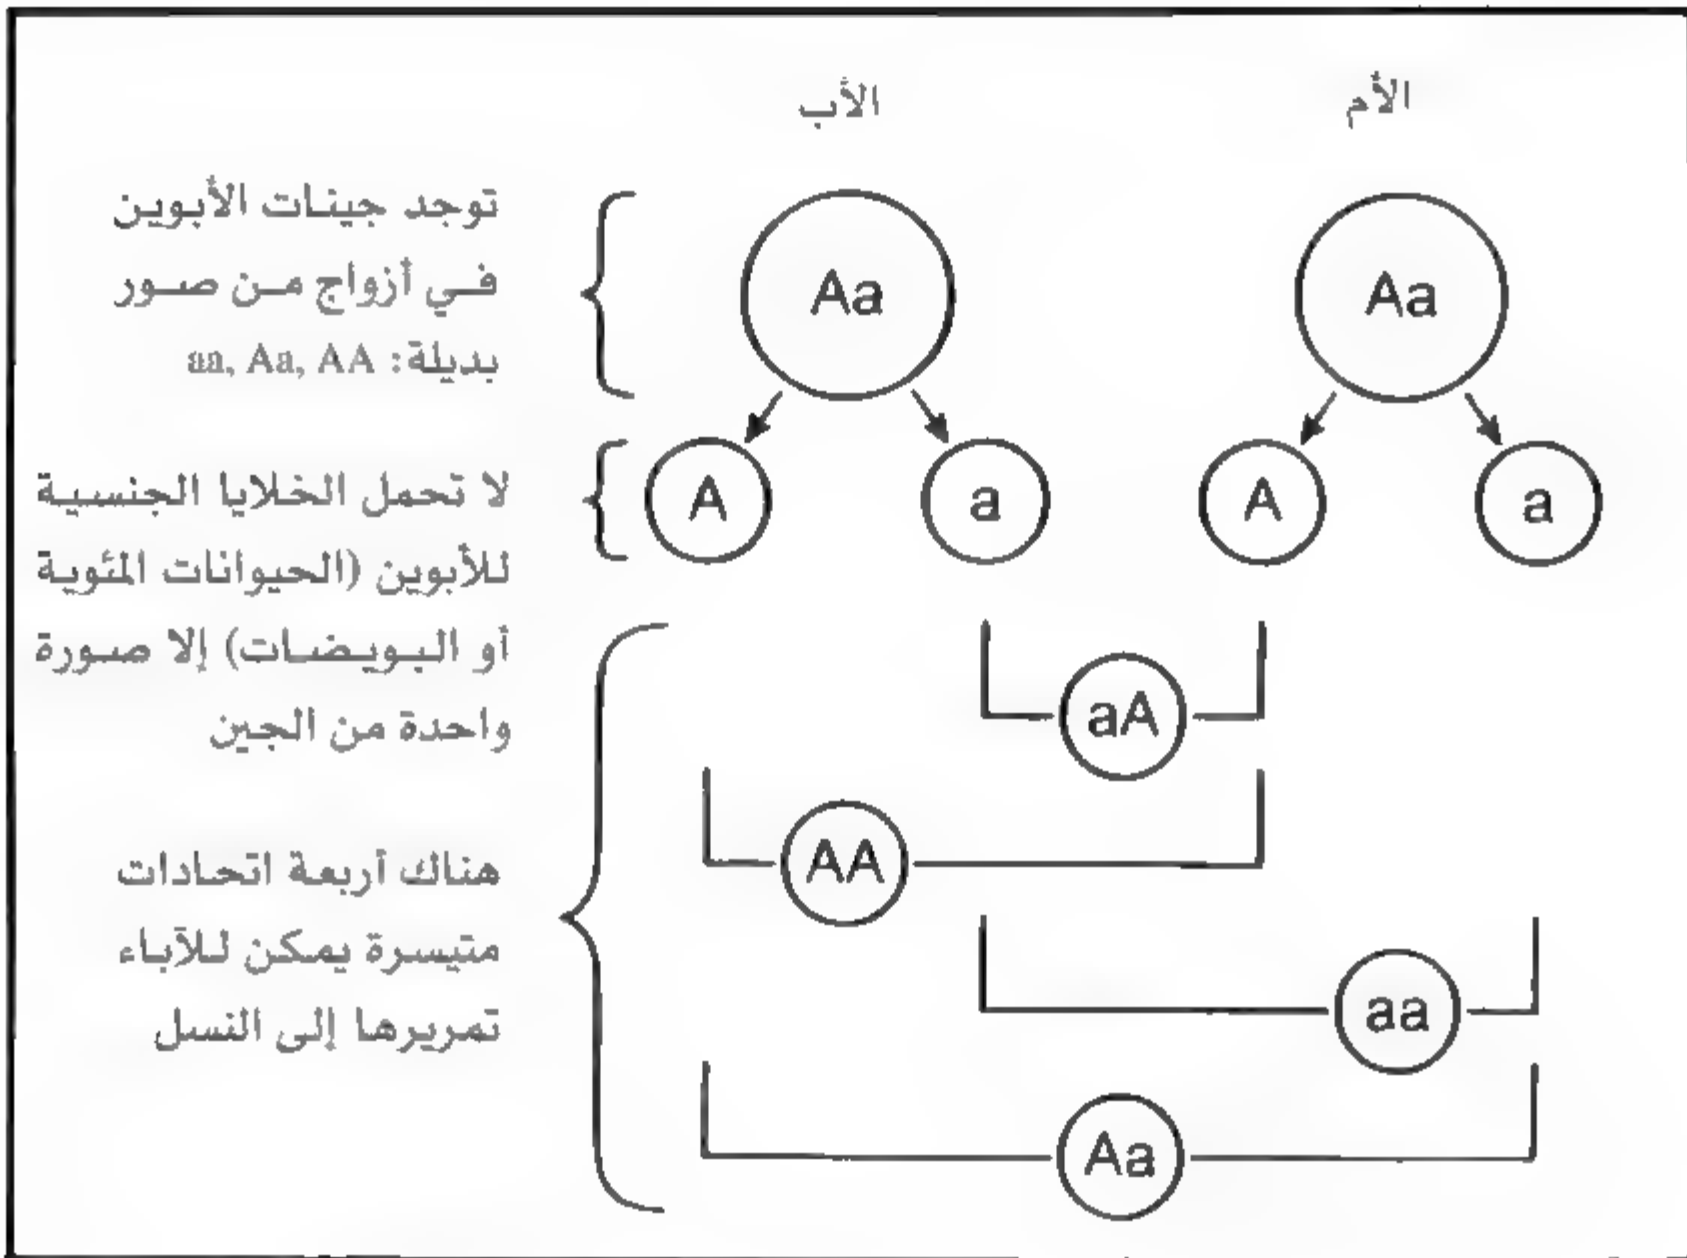 الأب
الأم
توجد جينات الأبوين
في أزواج من صور
بديلة: aa, Aa, AA
Aa
Aa
لا تحمل الخلايا الجنسية
للأبوين (الحيوانات المئوية
أو البويضات) إلا صورة
واحدة من الجين
A
a
A
a
هناك أربعة اتحادات
متيسرة يمكن للآباء
تمريرها إلى النسل
aA
AA
aa
Aa